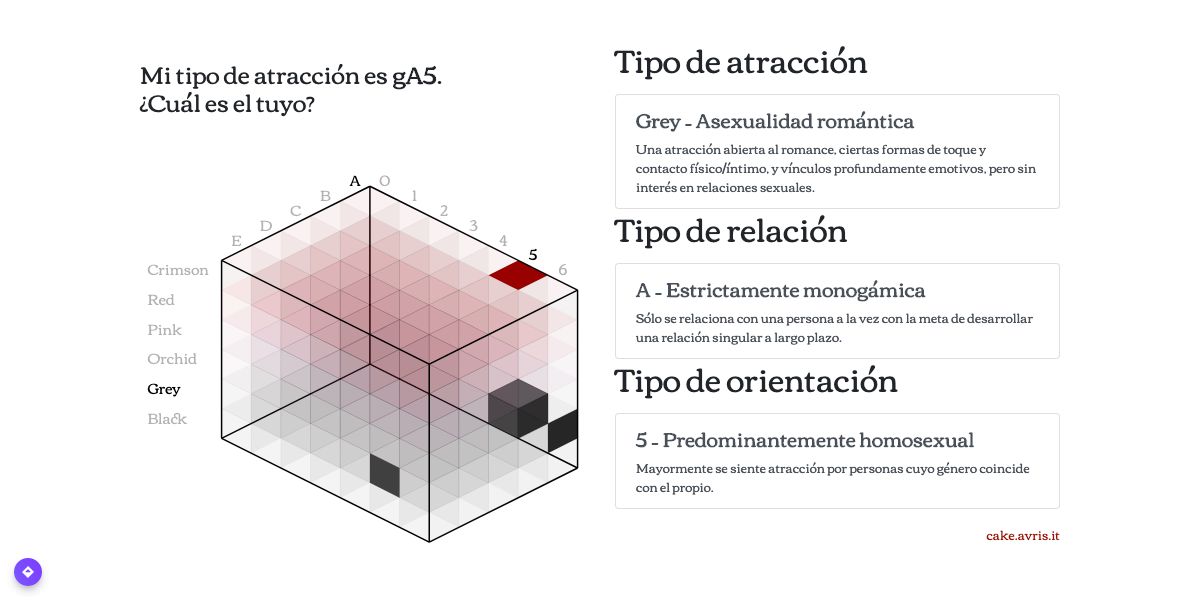 Mi tipo de atracción es gA5.
¿Cuál es el tuyo?
A
O
B
1
C
2
D
3
E
4
5
6
Crimson
Red
Pink
Orchid
Grey
Black
Tipo de atracción
Grey - Asexualidad romántica
Una atracción abierta al romance, ciertas formas de toque y
contacto físico/íntimo, y vínculos profundamente emotivos, pero sin
interés en relaciones sexuales.
Tipo de relación
A - Estrictamente monogámica
Sólo se relaciona con una persona a la vez con la meta de desarrollar
una relación singular a largo plazo.
Tipo de orientación
5 - Predominantemente homosexual
Mayormente se siente atracción por personas cuyo género coincide
con el propio.
cake.avris.it